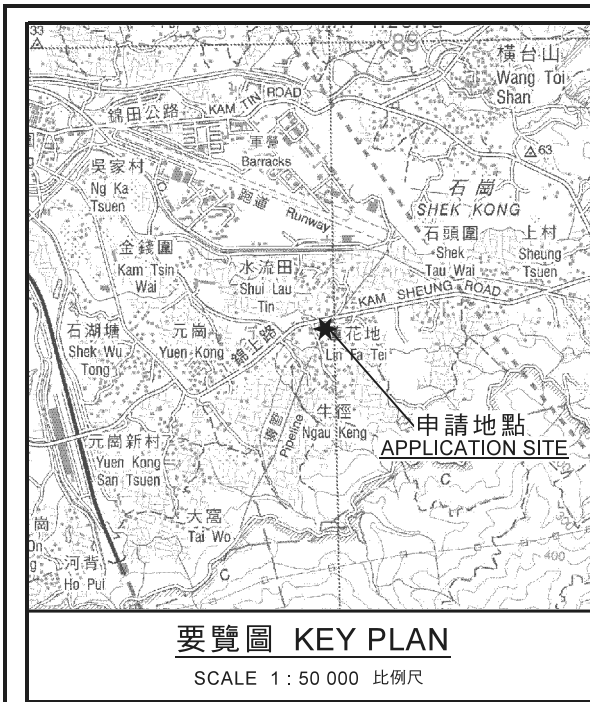 33
89
橫台山
Wang Toi
Shan
錦田公路
KAM TIN ROAD
軍營
Barracks
63
吳家村
Ng Ka
Tsuen
跑道
Runway
石崗
SHEK KONG
石頭圍
Shek
Tau Wai
上村
Sheung
Tsuen
金錢圍
Kam Tsin
Wai
水流田
Shui Lau
Tin
KAM SHEUNG ROAD
石湖塘
Shek Wu
Tong
元崗
Yuen Kong
錦上路
花地
Lin Fa Tei
牛徑
Ngau Keng
Pipeline
申請地點
APPLICATION SITE
元崗新村
Yuen Kong
San Tsuen
大窩
Tai Wo
崗
河背
Ho Pui
C
C
400
要覽圖 KEY PLAN
SCALE 1 : 50 000 比例尺